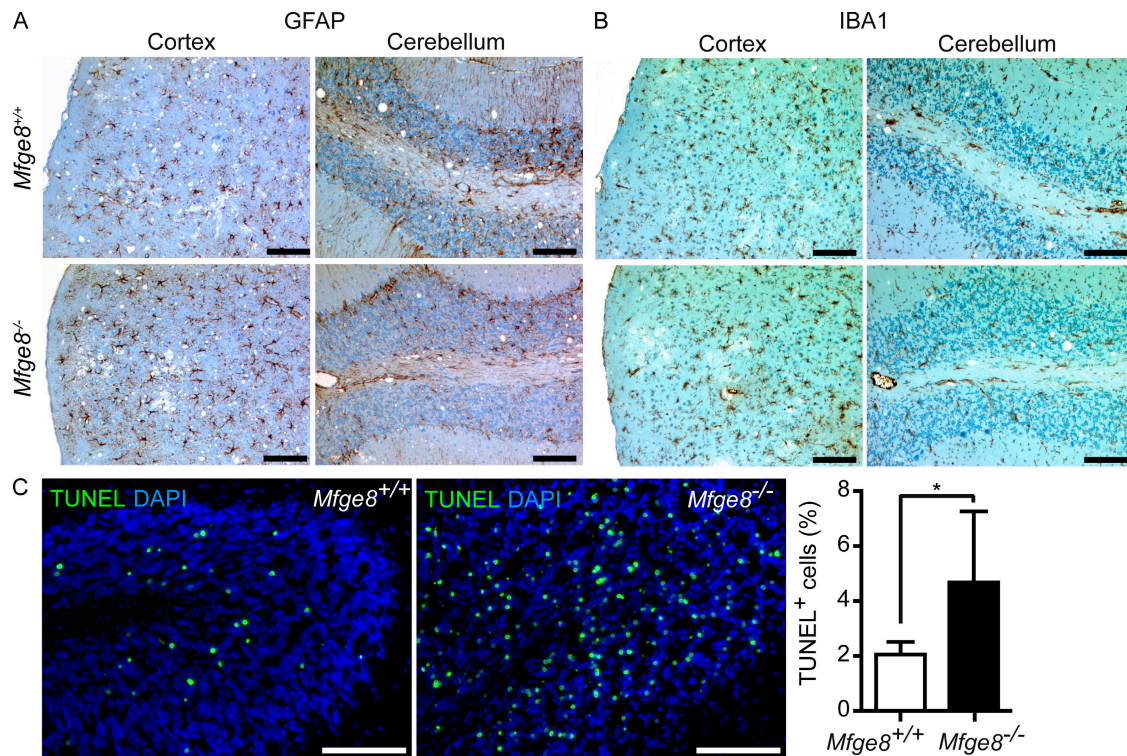 A GFAP B IBA1
Cortex Cerebellum Cortex Cerebellum
Mfge8+/+
Mfge8-/-
C TUNEL DAPI Mfge8+/+ TUNEL DAPI Mfge8-/-
TUNEL+ cells (%)
8
6
4
2
0
*
Mfge8+/+ Mfge8-/-